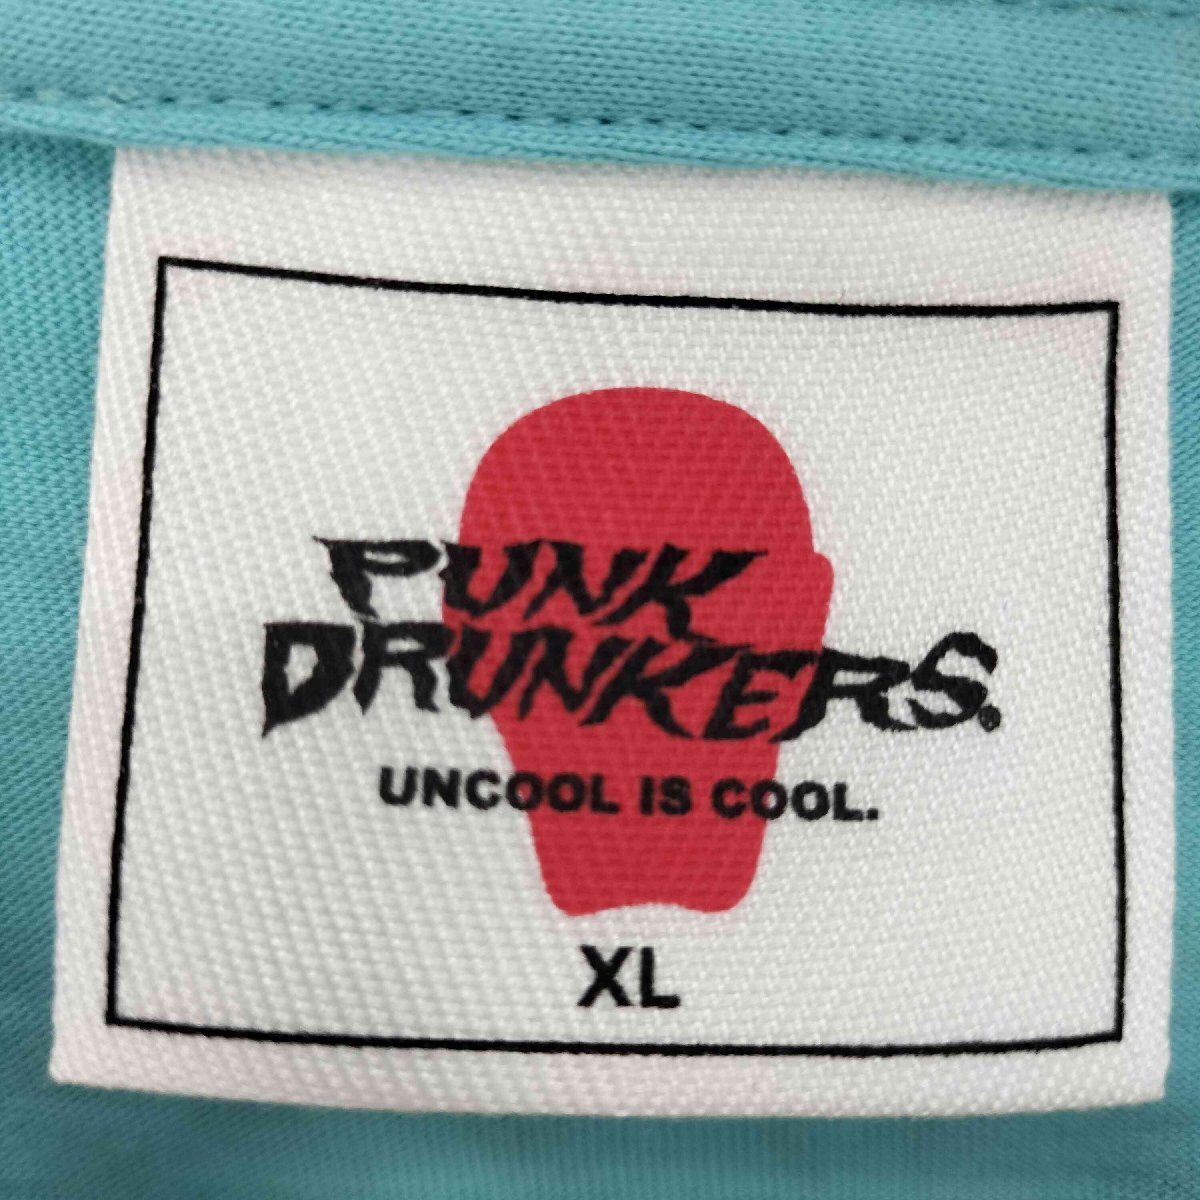 PUNK
DRUNKERS.
UNCOOL IS COOL.
XL